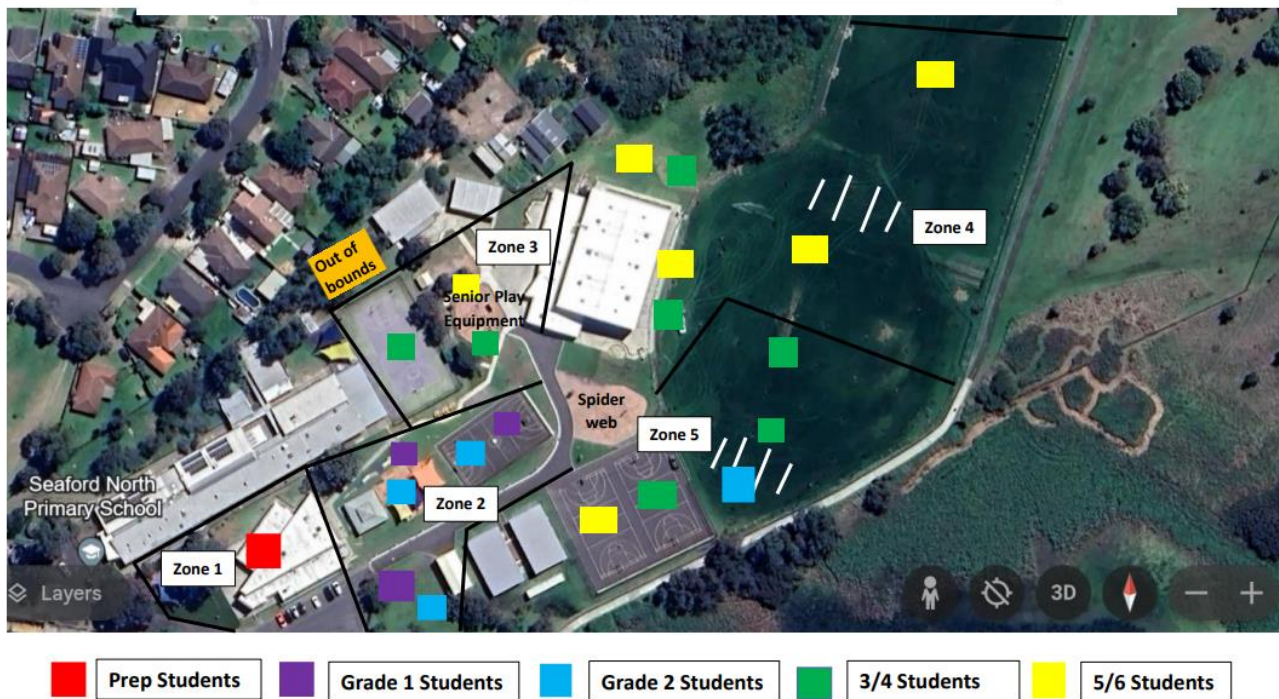 Out of
bounds
Zone 3
Senior Play
Equipment
Zone 4
Spider
web
Zone 5
Seaford North
Primary School
Zone 2
Zone 1
Layers
3D
Prep Students
Grade 1 Students
Grade 2 Students
3/4 Students
5/6 Students